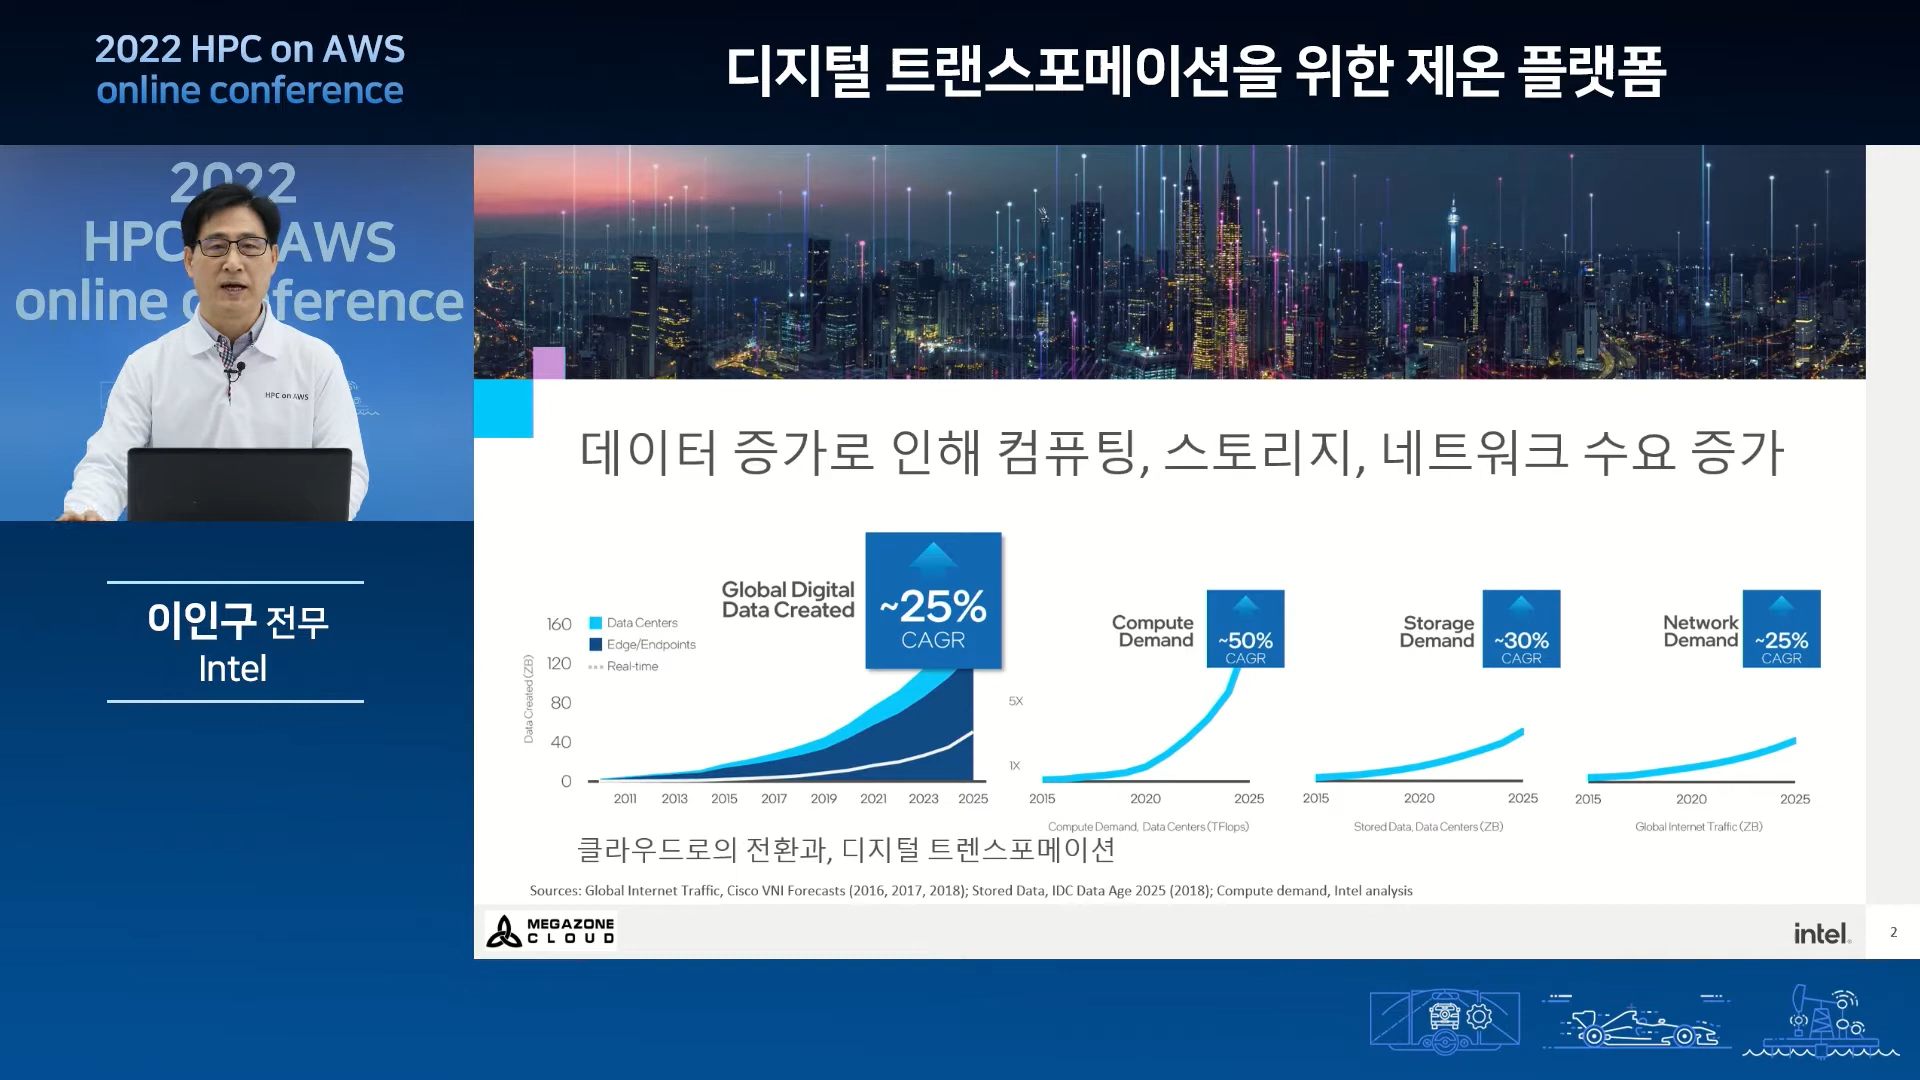 2022 HPC on AWS
online conference
디지털 트랜스포메이션을 위한 제온 플랫폼
2022
HPC AWS
online conference
HPC on AWS
이인구 전무
Intel
데이터 증가로 인해 컴퓨팅, 스토리지, 네트워크 수요 증가
Global Digital
Data Created
~25%
CAGR
Data Centers
Edge/Endpoints
Real-time
Data Created (ZB)
160
120
80
40
0
2011 2013 2015 2017 2019 2021 2023 2025
Compute
Demand
~50%
CAGR
5X
1X
2015 2020 2025
Compute Demand, Data Centers (TFlops)
Storage
Demand
~30%
CAGR
2015 2020 2025
Stored Data, Data Centers (ZB)
Network
Demand
~25%
CAGR
2015 2020 2025
Global Internet Traffic (ZB)
클라우드로의 전환과, 디지털 트렌스포메이션
Sources: Global Internet Traffic, Cisco VNI Forecasts (2016, 2017, 2018); Stored Data, IDC Data Age 2025 (2018); Compute demand, Intel analysis
MEGAZONE
CLOUD
intel.
2